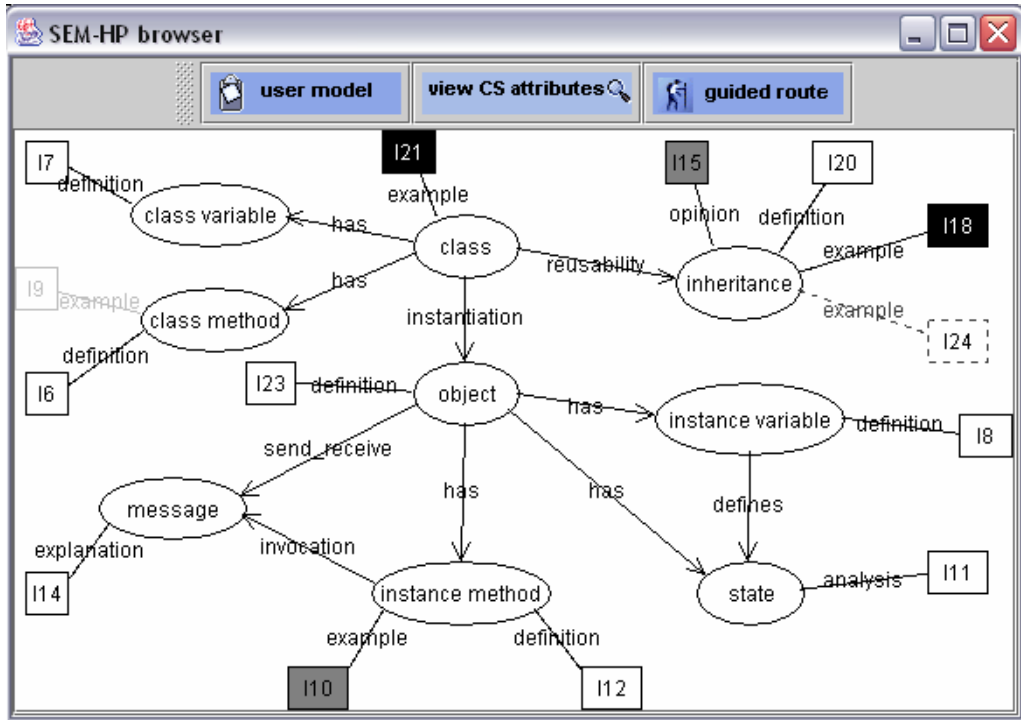 SEM-HP browser
user model
view CS attributes
guided route
I7
definition
class variable
I21
example
class
has
has
I15
opinion
I20
definition
I18
example
reusability
inheritance
example
I24
I9
example
class method
definition
I6
instantiation
I23
definition
object
has
instance variable
definition
I8
send_receive
has
has
defines
message
explanation
I14
invocation
instance method
example
definition
I10
I12
state
analysis
I11